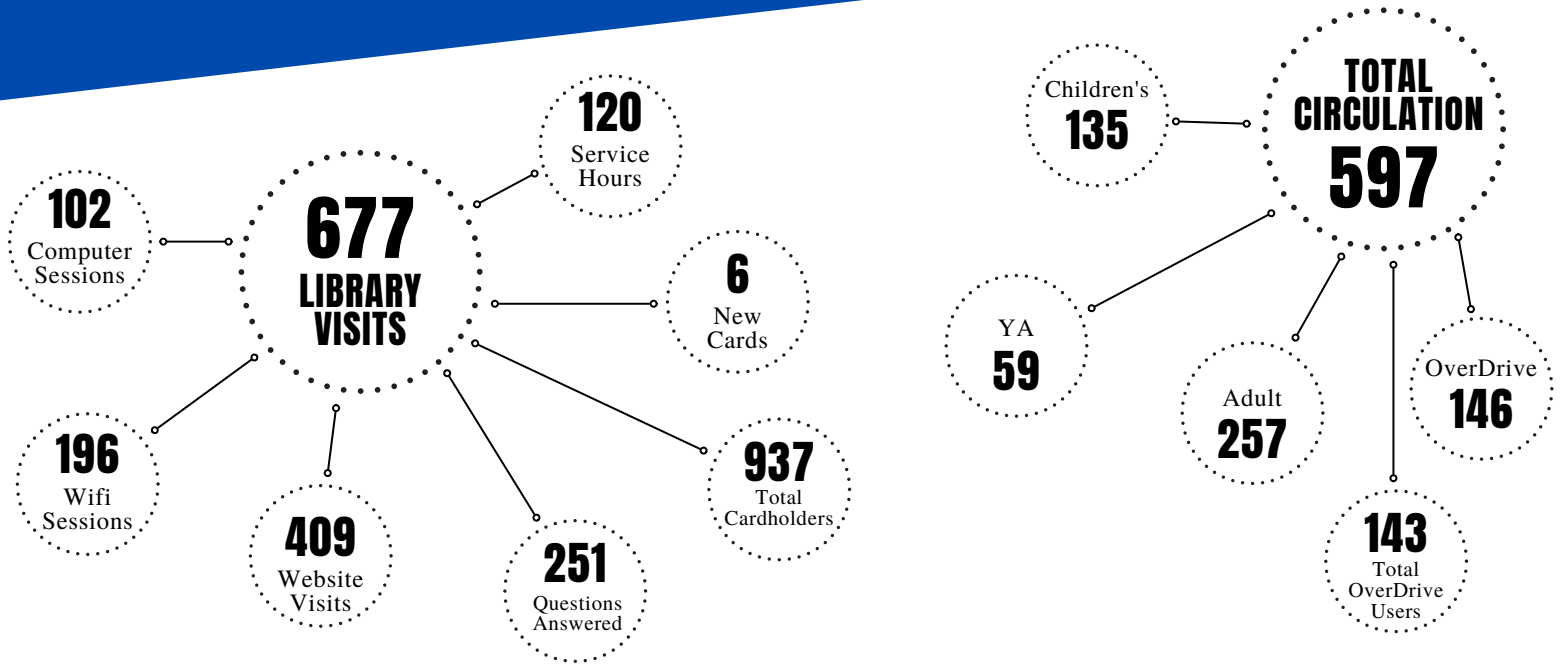 677
LIBRARY
VISITS
120
Service
Hours
102
Computer
Sessions
6
New
Cards
196
Wifi
Sessions
937
Total
Cardholders
409
Website
Visits
251
Questions
Answered
TOTAL
CIRCULATION
597
Children's
135
YA
59
Adult
257
OverDrive
146
143
Total
OverDrive
Users